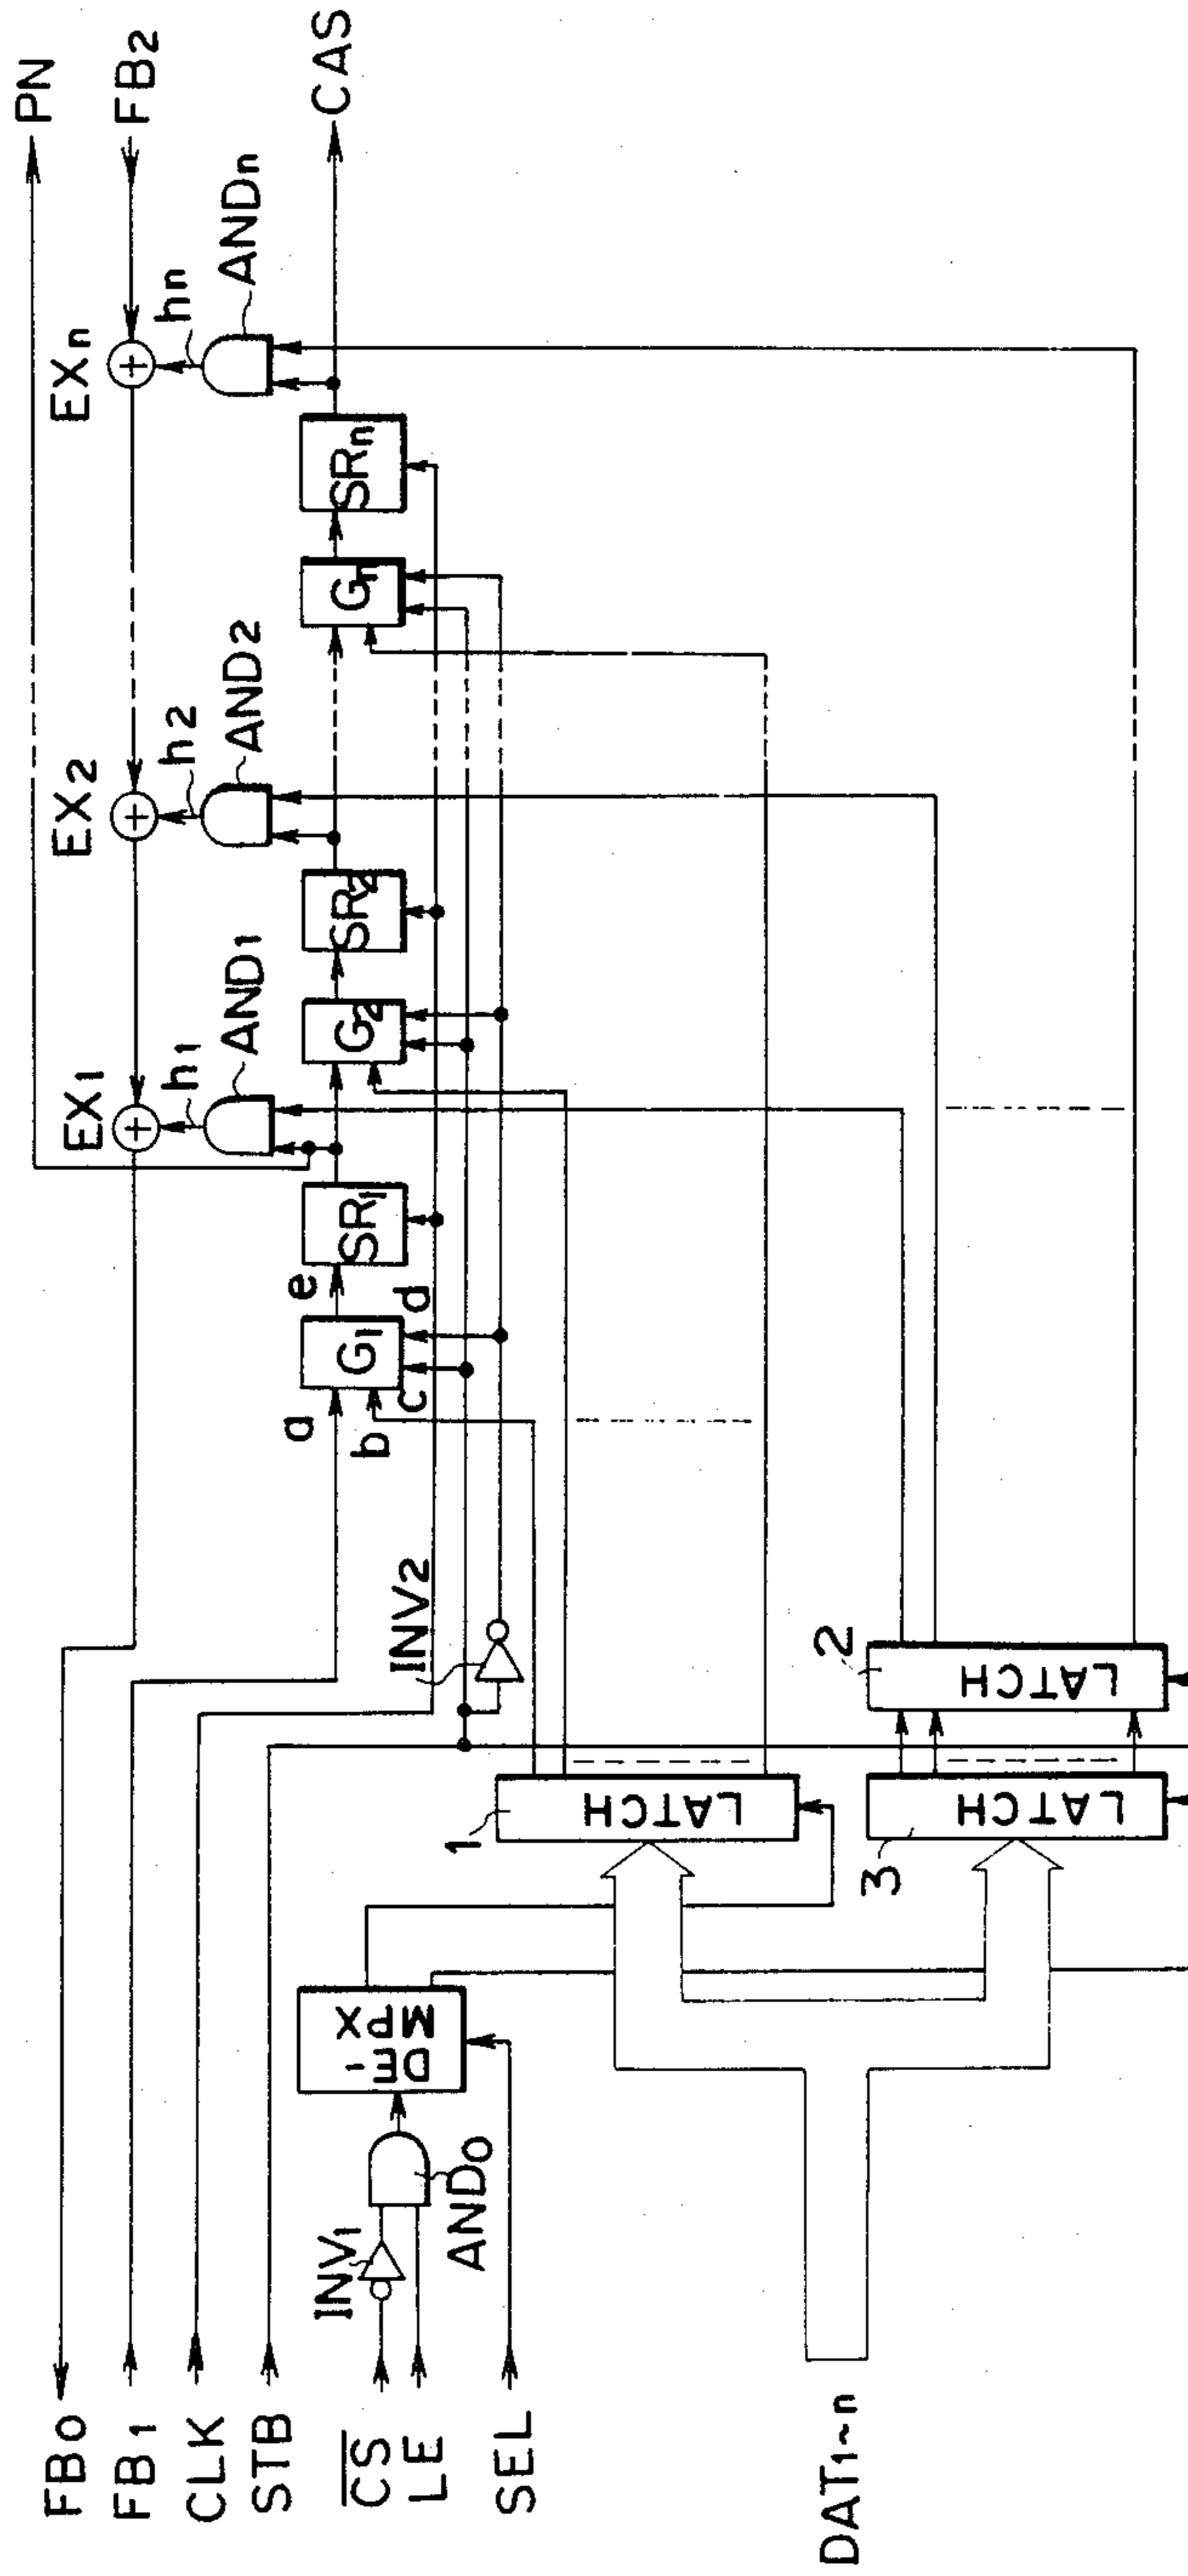 FB0
FB1
CLK
STB
CS
LE
SEL
DAT1~n
INV1
AND0
DE-
MPX
1
LATCH
3
LATCH
2
LATCH
INV2
a
b
c
d
e
G1
SR1
G2
SR2
Gn
SRn
EX1
h1
AND1
EX2
h2
AND2
EXn
hn
ANDn
PN
FB2
CAS